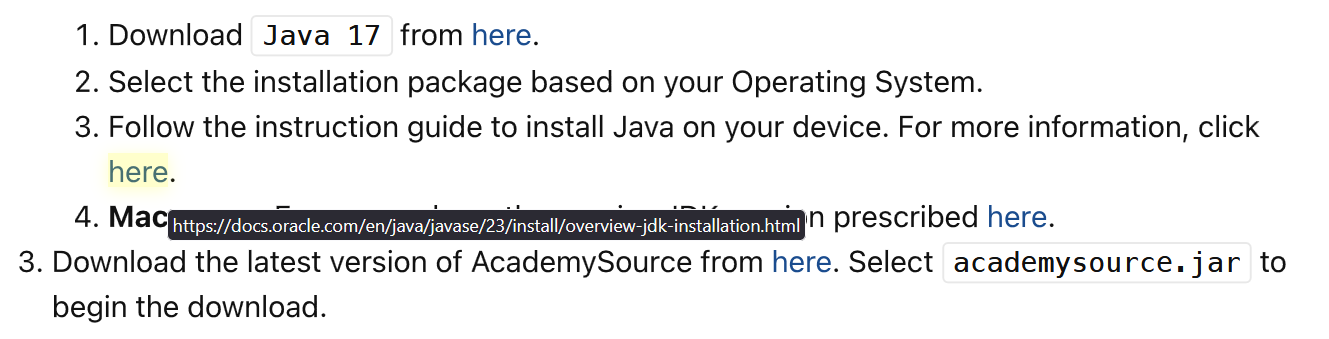 1. Download Java 17 from here.
2. Select the installation package based on your Operating System.
3. Follow the instruction guide to install Java on your device. For more information, click
here.
4. Mac prescribed here.
https://docs.oracle.com/en/java/javase/23/install/overview-jdk-installation.html
3. Download the latest version of AcademySource from here. Select academysource.jar to
begin the download.